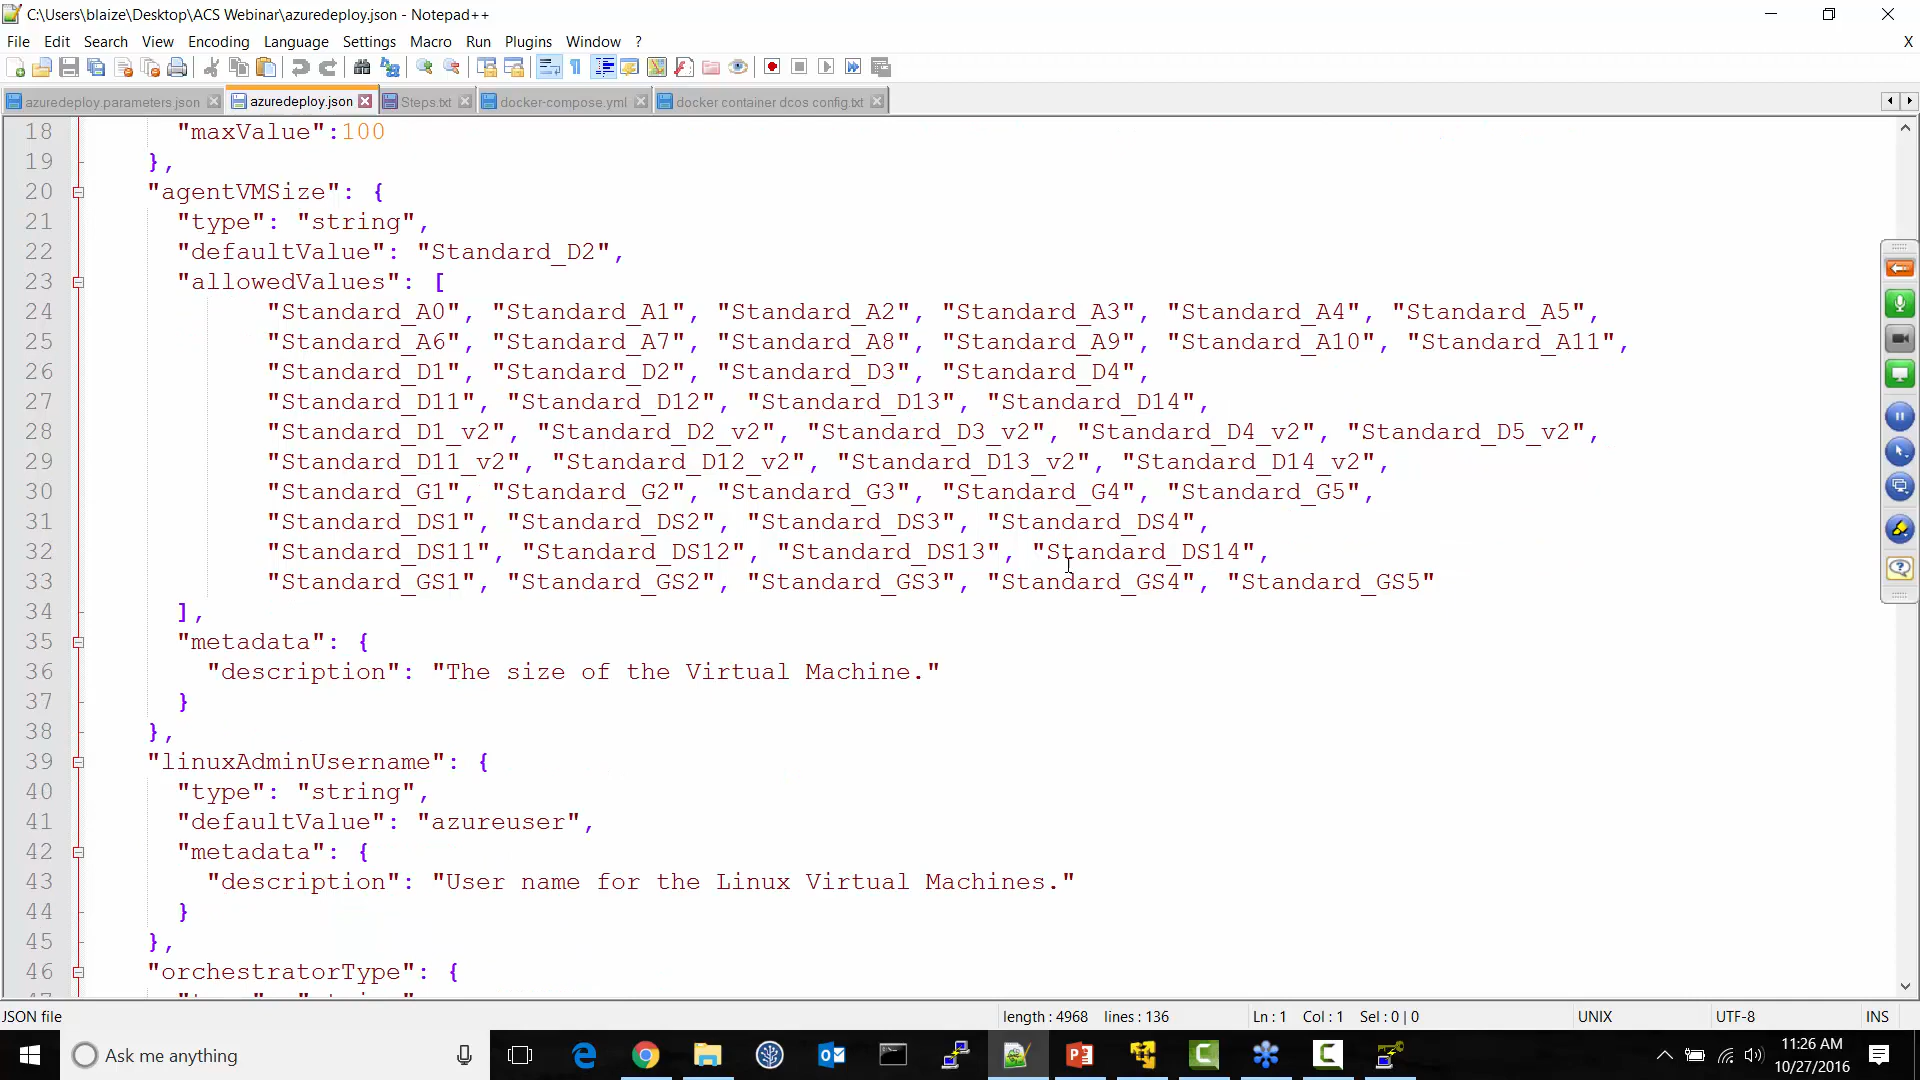 C:\Users\blaize\Desktop\ACS Webinar\azuredeploy.json - Notepad++
File Edit Search View Encoding Language Settings Macro Run Plugins Window ? X
azuredeploy.parameters.json azuredeploy.json Steps.txt docker-compose.yml docker container dcos config.txt
18 "maxValue":100
19 },
20 "agentVMSize": {
21 "type": "string",
22 "defaultValue": "Standard_D2",
23 "allowedValues": [
24 "Standard_A0", "Standard_A1", "Standard_A2", "Standard_A3", "Standard_A4", "Standard_A5",
25 "Standard_A6", "Standard_A7", "Standard_A8", "Standard_A9", "Standard_A10", "Standard_A11",
26 "Standard_D1", "Standard_D2", "Standard_D3", "Standard_D4",
27 "Standard_D11", "Standard_D12", "Standard_D13", "Standard_D14",
28 "Standard_D1_v2", "Standard_D2_v2", "Standard_D3_v2", "Standard_D4_v2", "Standard_D5_v2",
29 "Standard_D11_v2", "Standard_D12_v2", "Standard_D13_v2", "Standard_D14_v2",
30 "Standard_G1", "Standard_G2", "Standard_G3", "Standard_G4", "Standard_G5",
31 "Standard_DS1", "Standard_DS2", "Standard_DS3", "Standard_DS4",
32 "Standard_DS11", "Standard_DS12", "Standard_DS13", "Standard_DS14",
33 "Standard_GS1", "Standard_GS2", "Standard_GS3", "Standard_GS4", "Standard_GS5"
34 ],
35 "metadata": {
36 "description": "The size of the Virtual Machine."
37 }
38 },
39 "linuxAdminUsername": {
40 "type": "string",
41 "defaultValue": "azureuser",
42 "metadata": {
43 "description": "User name for the Linux Virtual Machines."
44 }
45 },
46 "orchestratorType": {
JSON file length : 4968 lines : 136 Ln : 1 Col : 1 Sel : 0 | 0 UNIX UTF-8 INS
Ask me anything
11:26 AM
10/27/2016